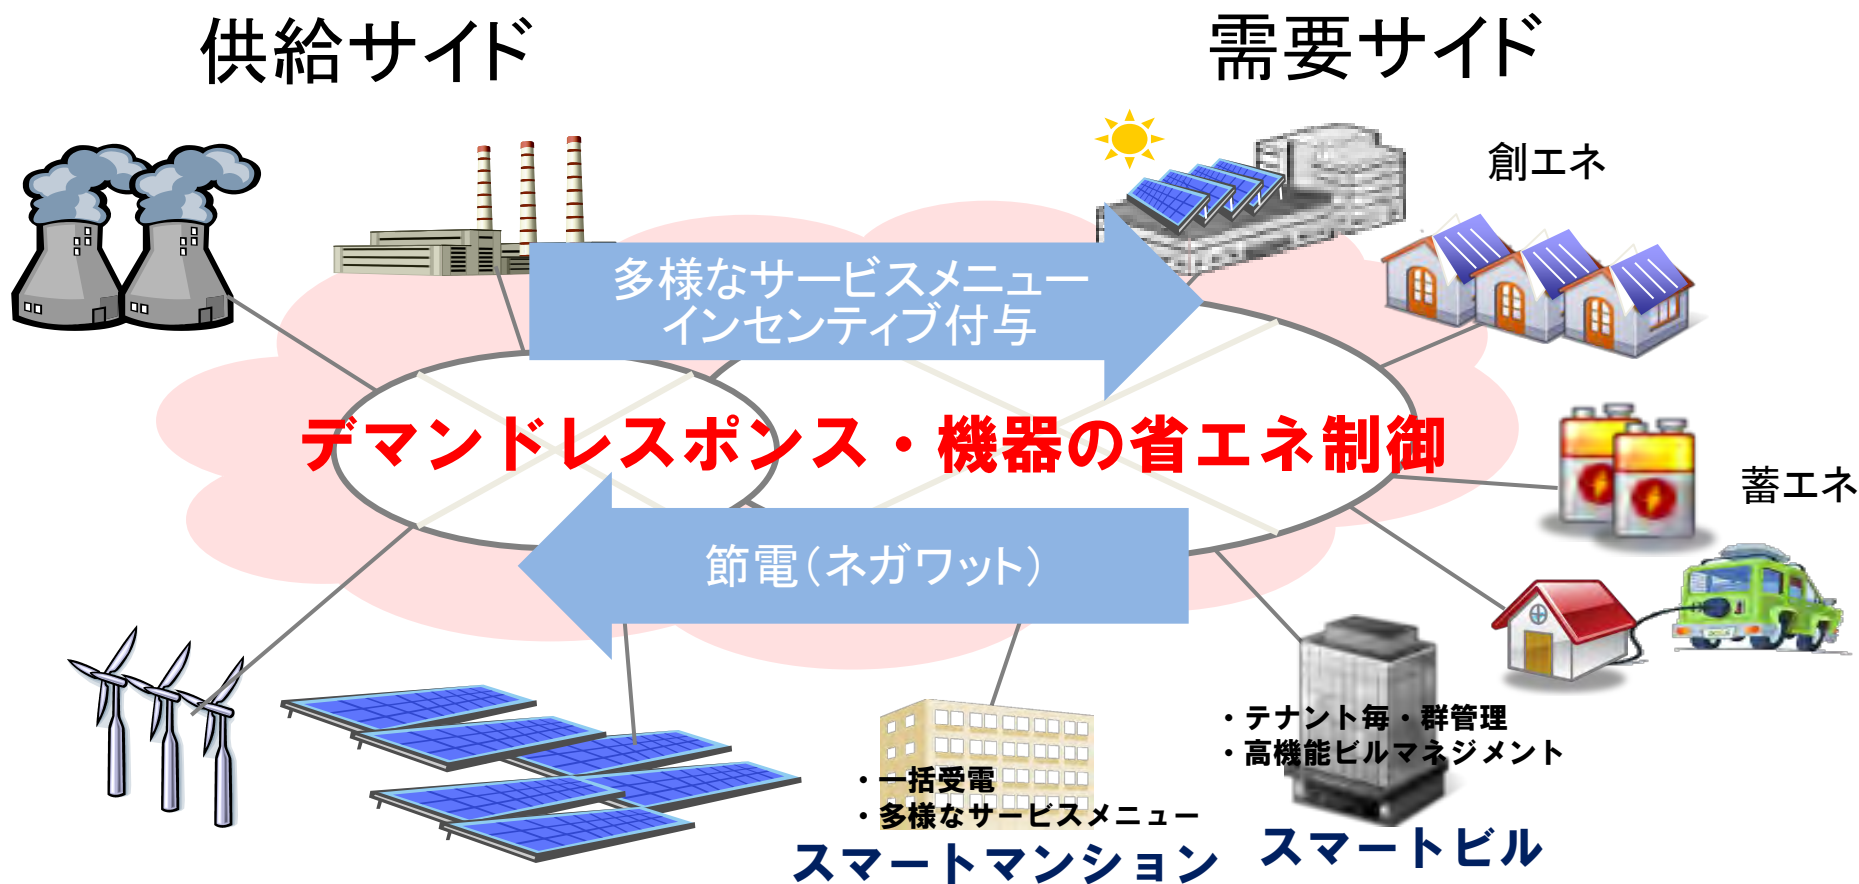 供給サイド
需要サイド
創エネ
多様なサービスメニュー
インセンティブ付与
デマンドレスポンス・機器の省エネ制御
蓄エネ
節電（ネガワット）
・テナント毎・群管理
・高機能ビルマネジメント
スマートビル
・一括受電
・多様なサービスメニュー
スマートマンション